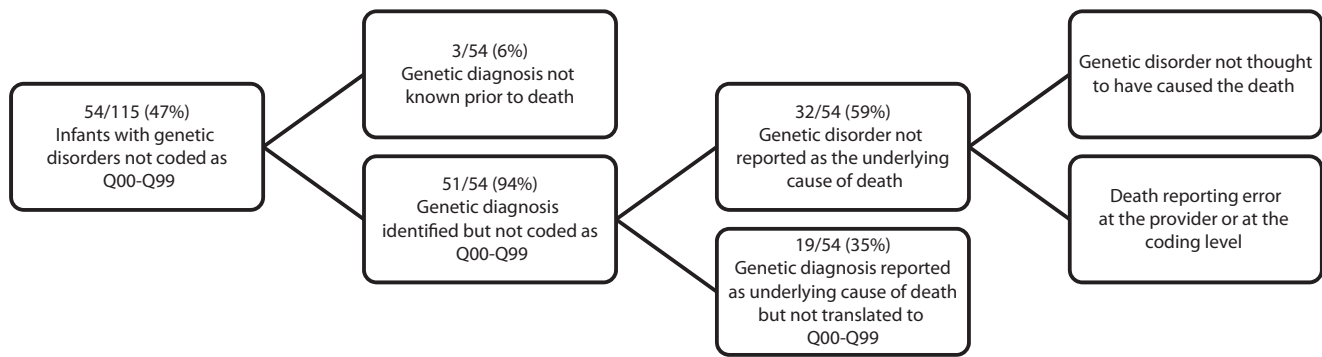 54/115 (47%)
Infants with genetic
disorders not coded as
Q00-Q99
3/54 (6%)
Genetic diagnosis not
known prior to death
51/54 (94%)
Genetic diagnosis
identified but not coded as
Q00-Q99
32/54 (59%)
Genetic disorder not
reported as the underlying
cause of death
19/54 (35%)
Genetic diagnosis reported
as underlying cause of death
but not translated to
Q00-Q99
Genetic disorder not thought
to have caused the death
Death reporting error
at the provider or at the
coding level